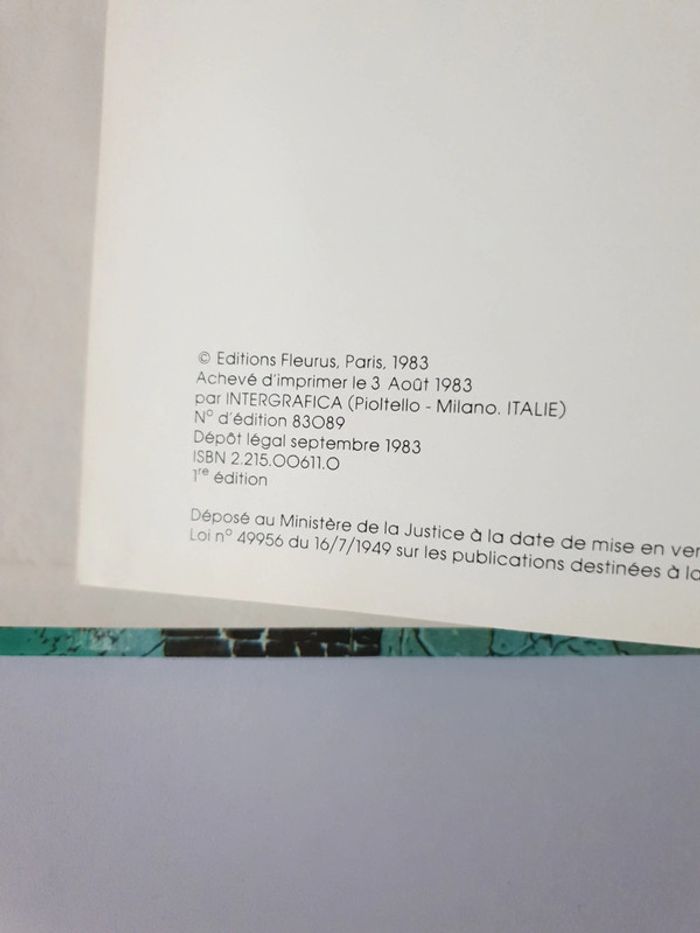 © Editions Fleurus, Paris, 1983
Achevé d'imprimer le 3 Août 1983
par INTERGRAFICA (Pioltello - Milano. ITALIE)
N° d'édition 83089
Dépôt légal septembre 1983
ISBN 2.215.00611.0
1re édition
Déposé au Ministère de la Justice à la date de mise en
Loi n° 49956 du 16/7/1949 sur les publications destinées à